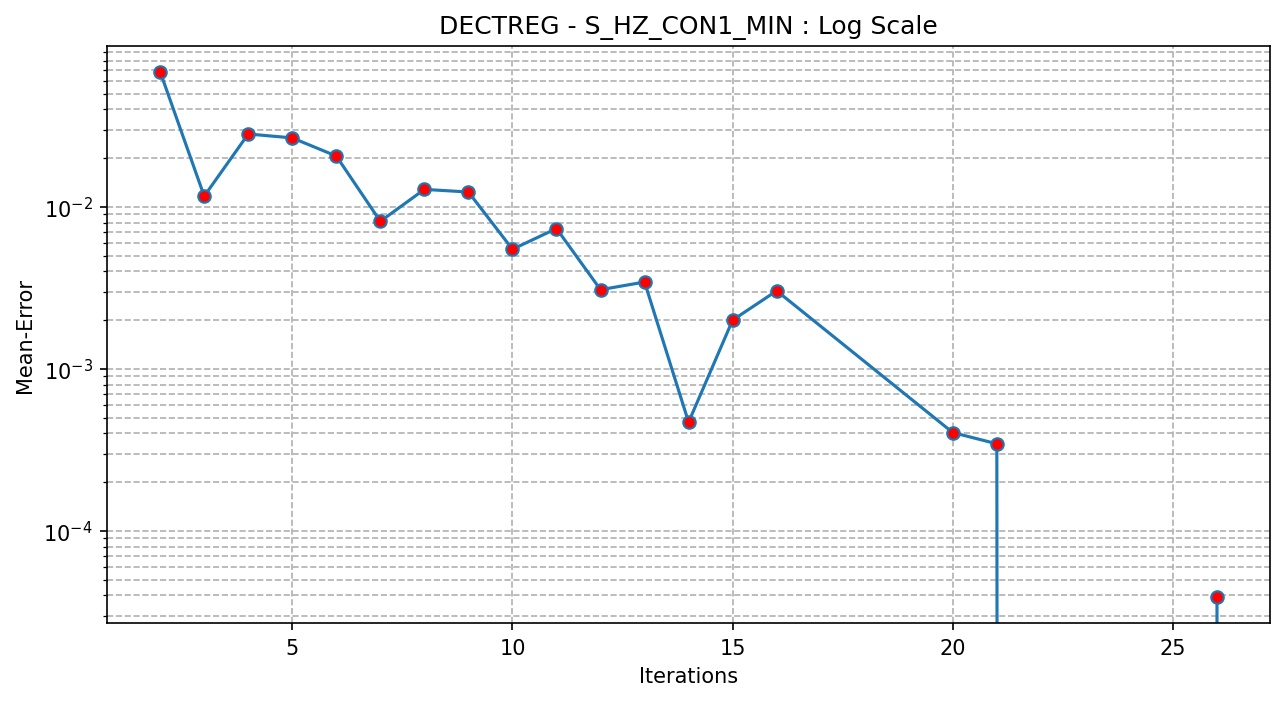 DECTREG - S_HZ_CON1_MIN : Log Scale
Mean-Error
10⁻²
10⁻³
10⁻⁴
5 10 15 20 25
Iterations